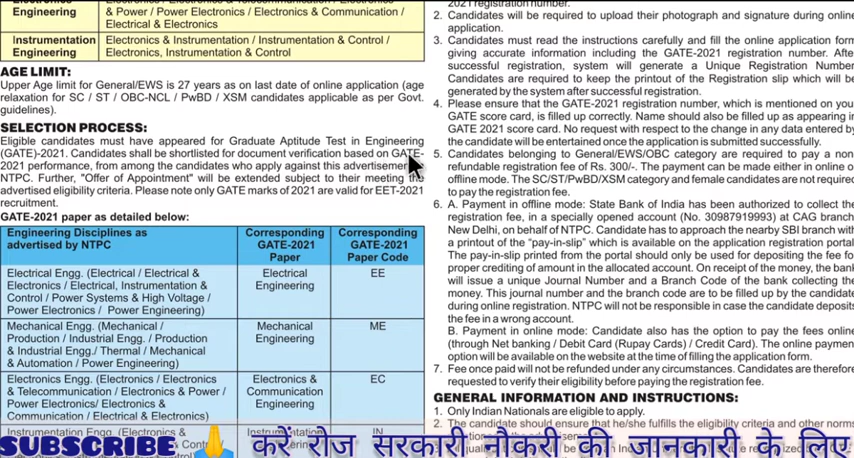 Electronics
Engineering
& Power / Power Electronics / Electronics & Communication /
Electrical & Electronics
Instrumentation
Engineering
Electronics & Instrumentation / Instrumentation & Control /
Electronics, Instrumentation & Control
AGE LIMIT:
Upper Age limit for General/EWS is 27 years as on last date of online application (age
relaxation for SC / ST / OBC-NCL / PwBD / XSM candidates applicable as per Govt.
guidelines).
SELECTION PROCESS:
Eligible candidates must have appeared for Graduate Aptitude Test in Engineering
(GATE)-2021. Candidates shall be shortlisted for document verification based on GATE-
2021 performance, from among the candidates who apply against this advertisement
NTPC. Further, "Offer of Appointment" will be extended subject to their meeting the
advertised eligibility criteria. Please note only GATE marks of 2021 are valid for EET-2021
recruitment.
GATE-2021 paper as detailed below:
Engineering Disciplines as
advertised by NTPC
Corresponding
GATE-2021
Paper
Corresponding
GATE-2021
Paper Code
Electrical Engg. (Electrical / Electrical &
Electronics / Electrical, Instrumentation &
Control / Power Systems & High Voltage /
Power Electronics / Power Engineering)
Electrical
Engineering
EE
Mechanical Engg. (Mechanical /
Production / Industrial Engg. / Production
& Industrial Engg./ Thermal / Mechanical
& Automation / Power Engineering)
Mechanical
Engineering
ME
Electronics Engg. (Electronics / Electronics
& Telecommunication / Electronics & Power /
Power Electronics/ Electronics &
Communication / Electrical & Electronics)
Electronics &
Communication
Engineering
EC
Instrumentation Engg. (Electronics &
Instrumentation
IN
2021 registration number.
2. Candidates will be required to upload their photograph and signature during online
application.
3. Candidates must read the instructions carefully and fill the online application form
giving accurate information including the GATE-2021 registration number. Afte
successful registration, system will generate a Unique Registration Number
Candidates are required to keep the printout of the Registration slip which will be
generated by the system after successful registration.
4. Please ensure that the GATE-2021 registration number, which is mentioned on you
GATE score card, is filled up correctly. Name should also be filled up as appearing in
GATE 2021 score card. No request with respect to the change in any data entered by
the candidate will be entertained once the application is submitted successfully.
5. Candidates belonging to General/EWS/OBC category are required to pay a non
refundable registration fee of Rs. 300/-. The payment can be made either in online o
offline mode. The SC/ST/PwBD/XSM category and female candidates are not required
to pay the registration fee.
6. A. Payment in offline mode: State Bank of India has been authorized to collect the
registration fee, in a specially opened account (No. 30987919993) at CAG branch
New Delhi, on behalf of NTPC. Candidate has to approach the nearby SBI branch with
a printout of the “pay-in-slip” which is available on the application registration portal
The pay-in-slip printed from the portal should only be used for depositing the fee fo
proper crediting of amount in the allocated account. On receipt of the money, the bank
will issue a unique Journal Number and a Branch Code of the bank collecting the
money. This journal number and the branch code are to be filled up by the candidate
during online registration. NTPC will not be responsible in case the candidate deposits
the fee in a wrong account.
B. Payment in online mode: Candidate also has the option to pay the fees online
(through Net banking / Debit Card (Rupay Cards) / Credit Card). The online paymen
option will be available on the website at the time of filling the application form.
7. Fee once paid will not be refunded under any circumstances. Candidates are therefore
requested to verify their eligibility before paying the registration fee.
GENERAL INFORMATION AND INSTRUCTIONS:
1. Only Indian Nationals are eligible to apply.
2. The candidate should ensure that he/she fulfills the eligibility criteria and other norms
SUBSCRIBE 🙏 करें रोज सरकारी नौकरी की जानकारी के लिए